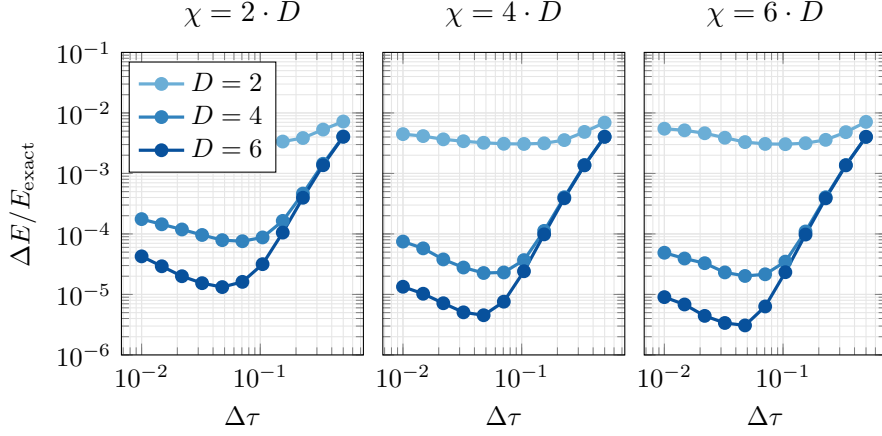 χ = 2 · D
χ = 4 · D
χ = 6 · D
10⁻¹
10⁻²
10⁻³
10⁻⁴
10⁻⁵
10⁻⁶
ΔE/E_exact
D = 2
D = 4
D = 6
10⁻² 10⁻¹
10⁻² 10⁻¹
10⁻² 10⁻¹
Δτ
Δτ
Δτ